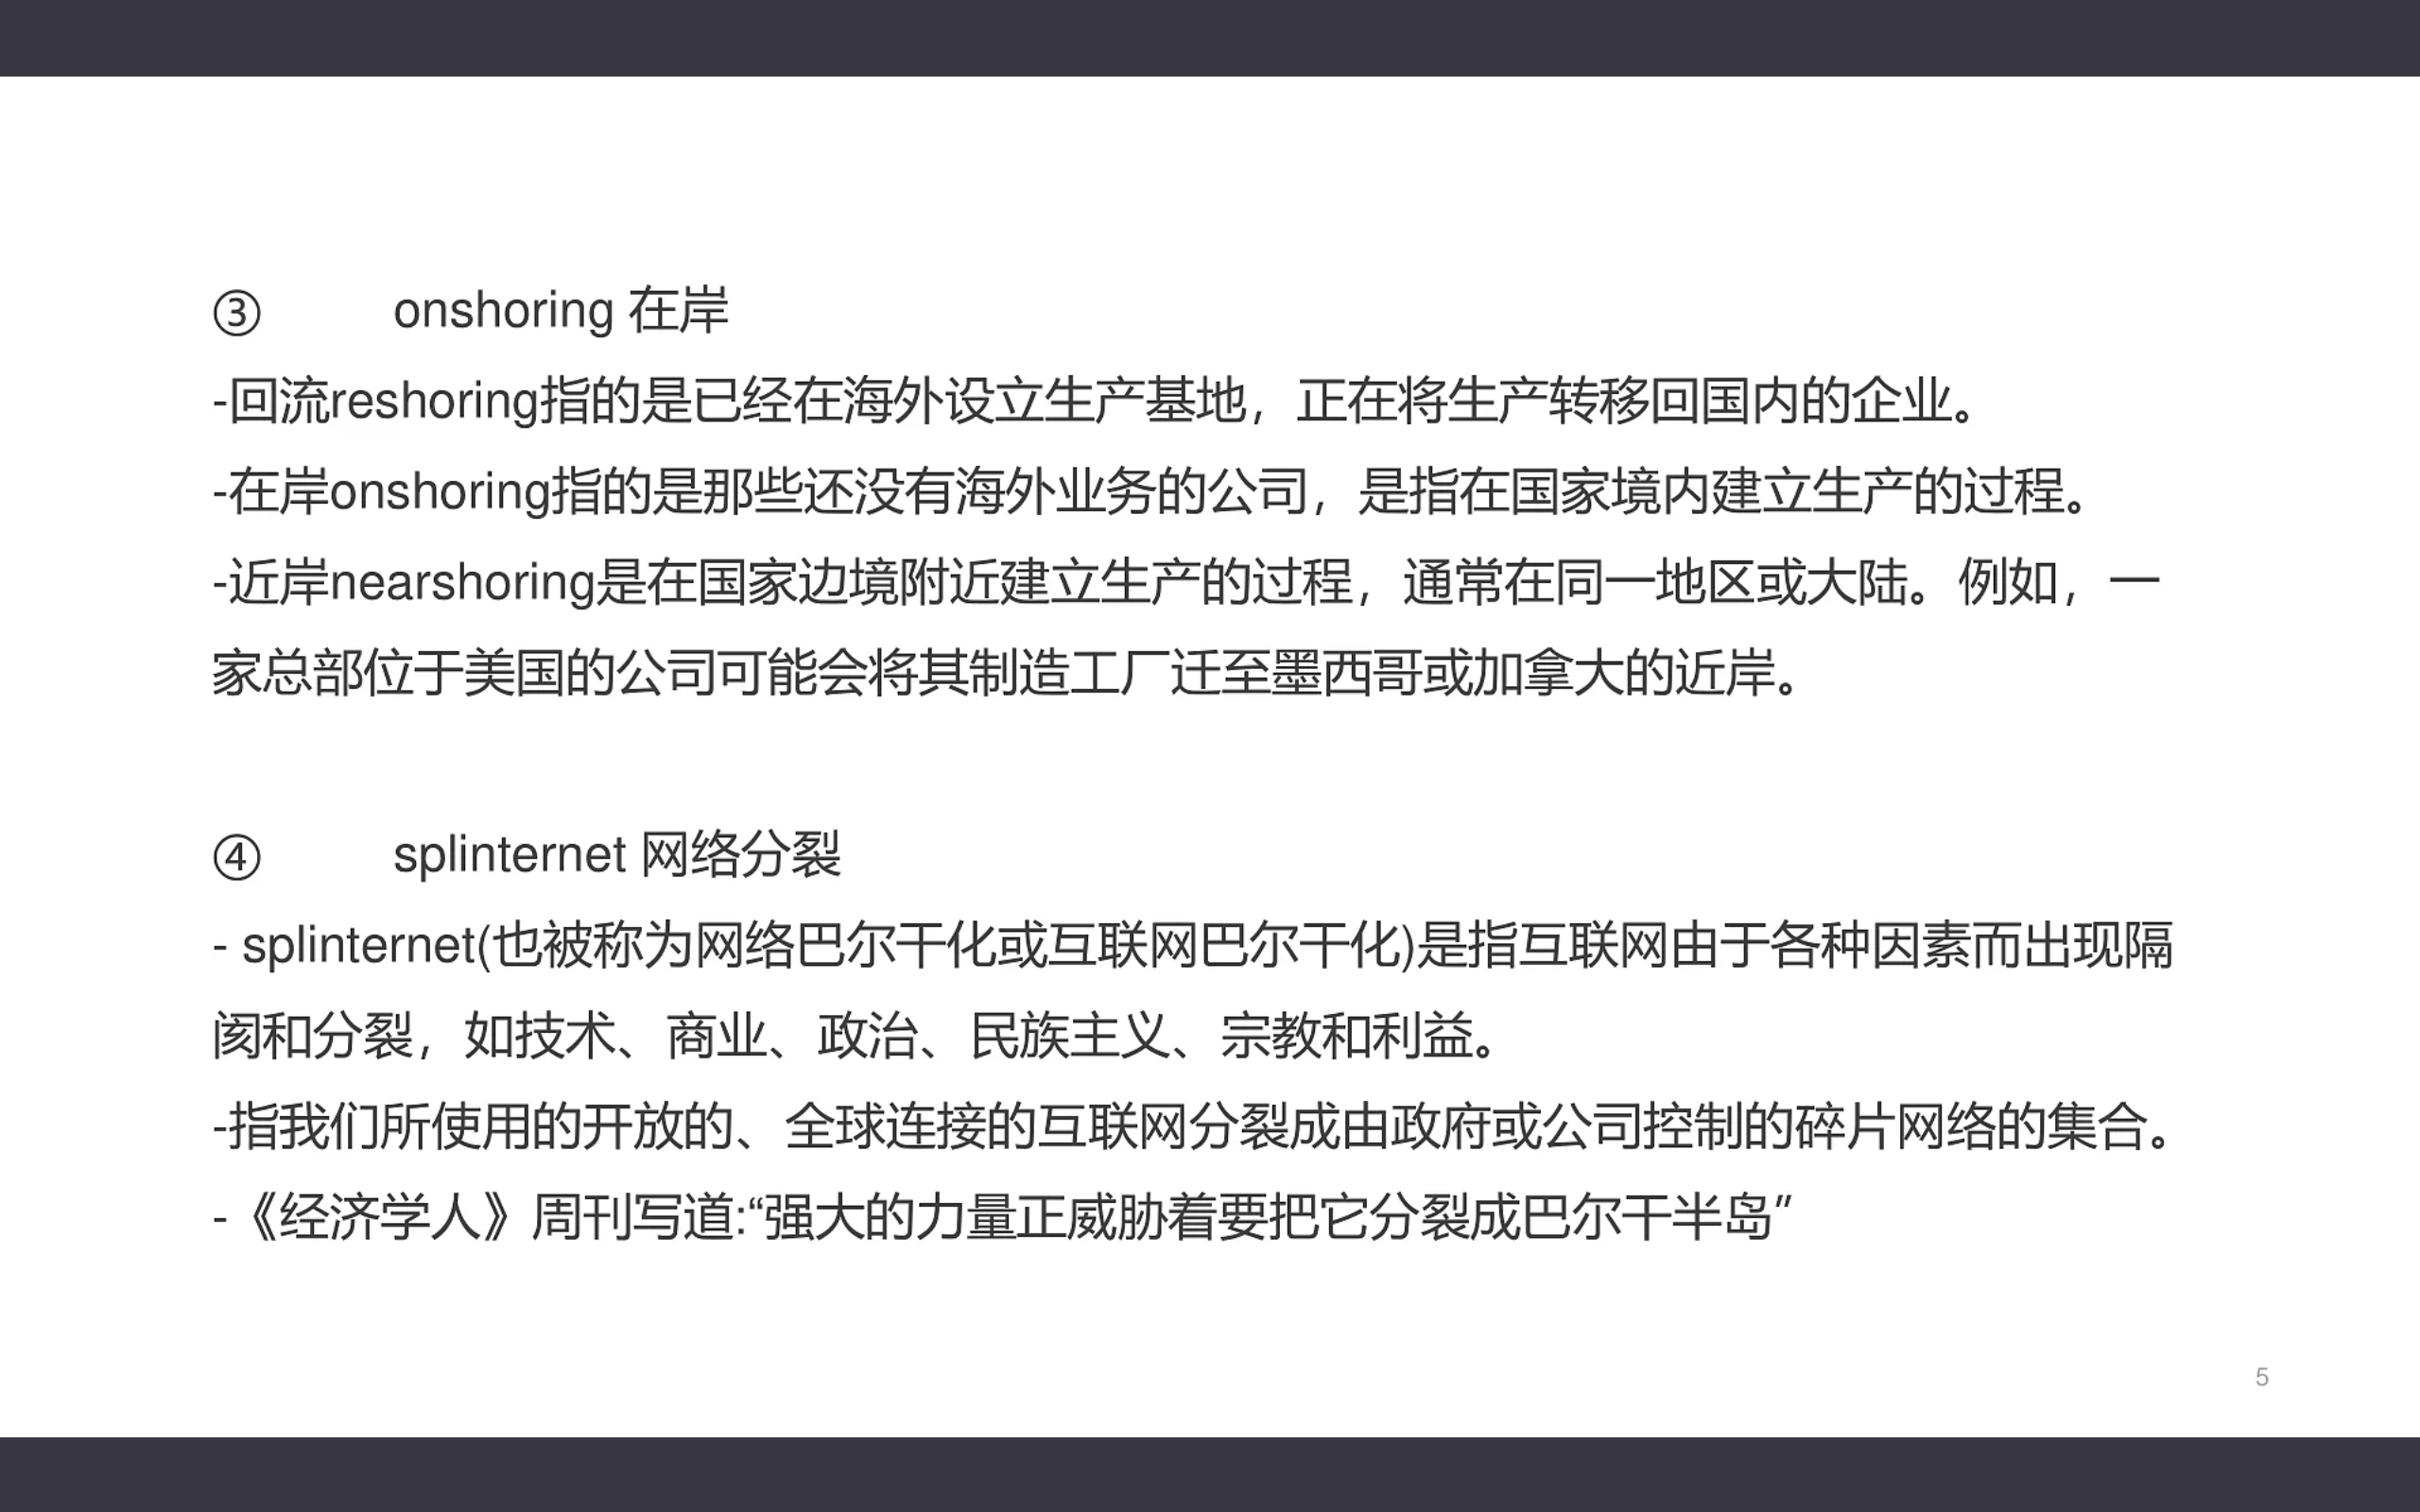 ③ onshoring 在岸
-回流reshoring指的是已经在海外设立生产基地，正在将生产转移回国内的企业。
-在岸onshoring指的是那些还没有海外业务的公司，是指在国家境内建立生产的过程。
-近岸nearshoring是在国家边境附近建立生产的过程，通常在同一地区或大陆。例如，一
家总部位于美国的公司可能会将其制造工厂迁至墨西哥或加拿大的近岸。
④ splinternet 网络分裂
- splinternet(也被称为网络巴尔干化或互联网巴尔干化)是指互联网由于各种因素而出现隔
阂和分裂，如技术、商业、政治、民族主义、宗教和利益。
-指我们所使用的开放的、全球连接的互联网分裂成由政府或公司控制的碎片网络的集合。
-《经济学人》周刊写道:“强大的力量正威胁着要把它分裂成巴尔干半岛”
5